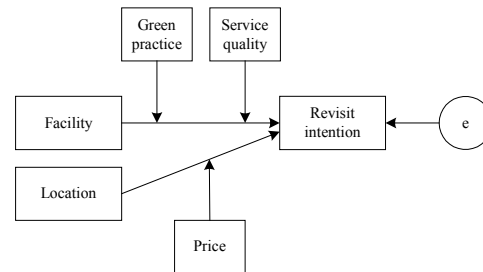 Green
practice
Service
quality
Facility
Revisit
intention
e
Location
Price